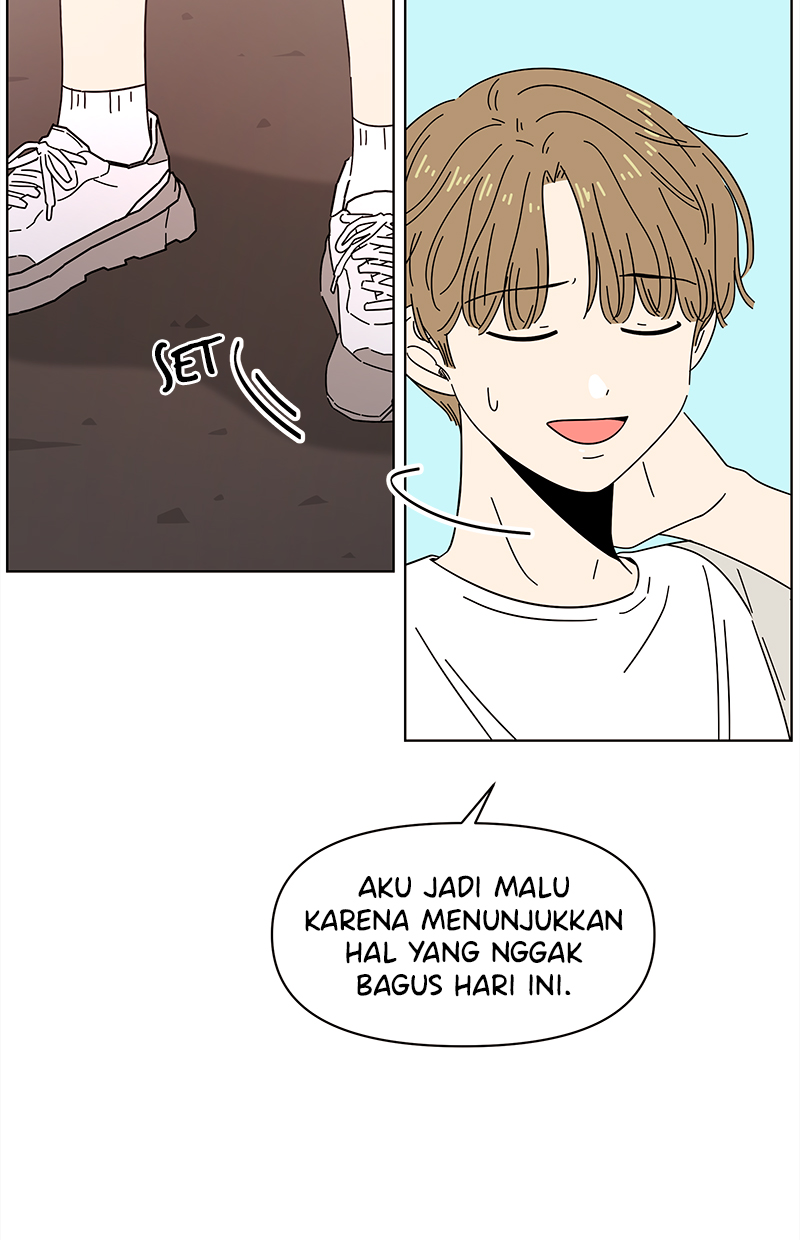 SET
AKU JADI MALU
KARENA MENUNJUKKAN
HAL YANG NGGAK
BAGUS HARI INI.